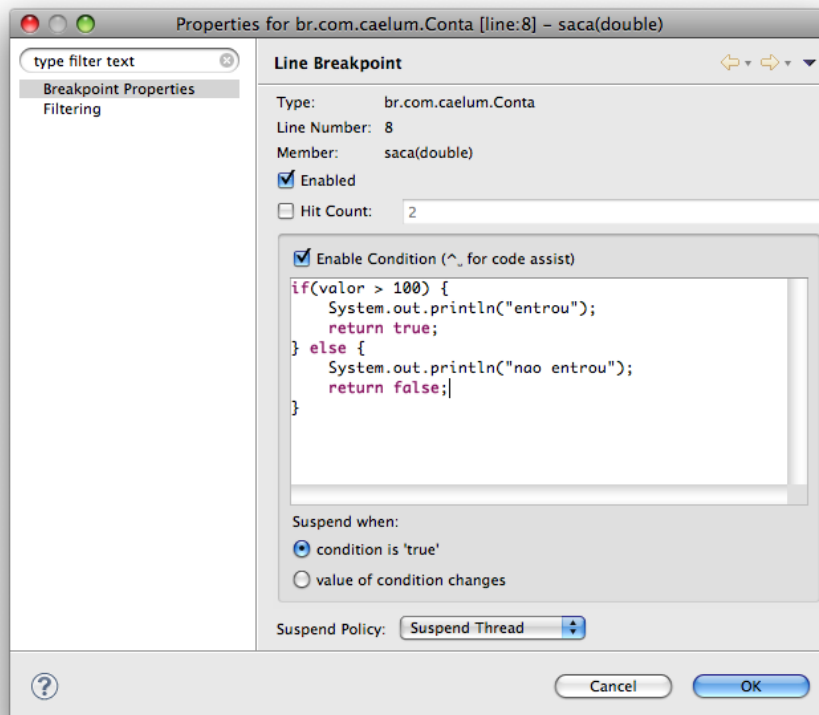 Properties for br.com.caelum.Conta [line:8] – saca(double)
type filter text
Breakpoint Properties
Filtering
Line Breakpoint
Type: br.com.caelum.Conta
Line Number: 8
Member: saca(double)
Enabled
Hit Count: 2
Enable Condition (^␣ for code assist)
if(valor > 100) {
    System.out.println("entrou");
    return true;
} else {
    System.out.println("nao entrou");
    return false;
}
Suspend when:
condition is 'true'
value of condition changes
Suspend Policy: Suspend Thread
?
Cancel
OK